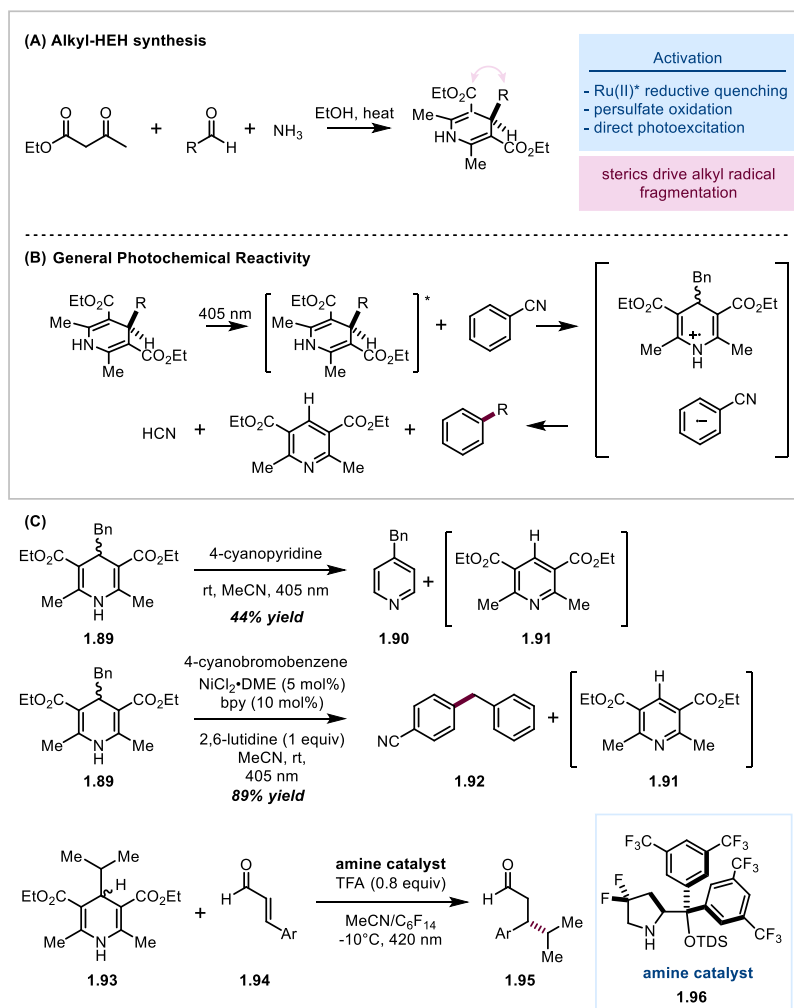 (A) Alkyl-HEH synthesis
Activation
- Ru(II)* reductive quenching
- persulfate oxidation
- direct photoexcitation
sterics drive alkyl radical
fragmentation
O O
EtO
Me
+
O
R H
+ NH₃
EtOH, heat
EtO₂C R
Me
H
HN CO₂Et
Me
(B) General Photochemical Reactivity
EtO₂C R
Me
H
HN CO₂Et
Me
405 nm
EtO₂C R
Me
H
HN CO₂Et
Me
*
+
CN
Bn
EtO₂C CO₂Et
+•
Me N Me
H
CN
•−
HCN + EtO₂C H CO₂Et
Me N Me
+
R
(C)
Bn
EtO₂C CO₂Et
Me N Me
H
1.89
4-cyanopyridine
rt, MeCN, 405 nm
44% yield
Bn
N
1.90
+
H
EtO₂C CO₂Et
Me N Me
1.91
Bn
EtO₂C CO₂Et
Me N Me
H
1.89
4-cyanobromobenzene
NiCl₂•DME (5 mol%)
bpy (10 mol%)
2,6-lutidine (1 equiv)
MeCN, rt,
405 nm
89% yield
NC
1.92
+
H
EtO₂C CO₂Et
Me N Me
1.91
Me Me
H
EtO₂C CO₂Et
Me N Me
H
1.93
+
O
H
Ar
1.94
amine catalyst
TFA (0.8 equiv)
MeCN/C₆F₁₄
-10°C, 420 nm
O
H
Ar Me
Me
1.95
F₃C CF₃
CF₃
F
F
N
H
OTDS CF₃
amine catalyst
1.96